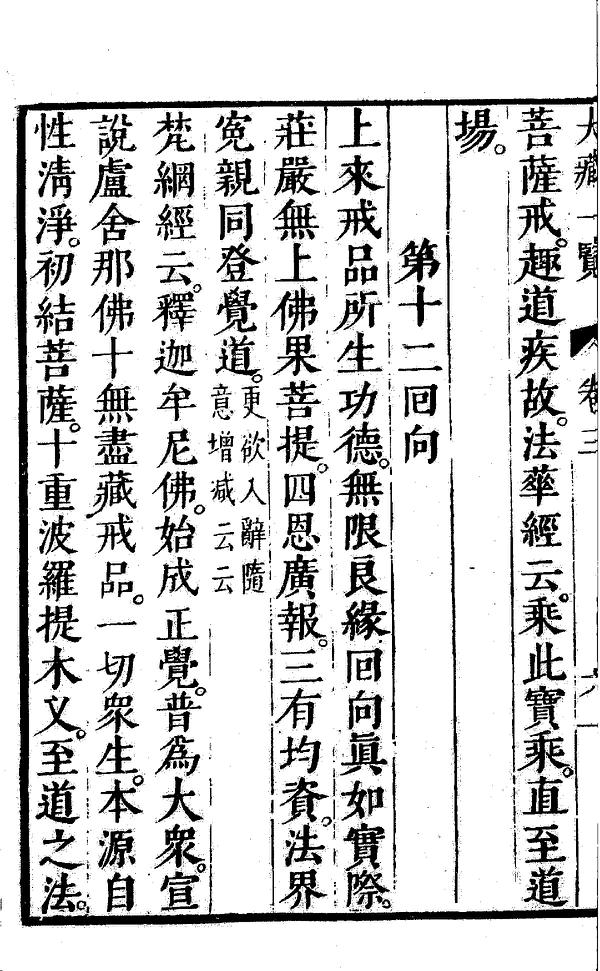 大藏一覽 卷三 六一
菩薩戒。趣道疾故。法華經云。乘此寶乘。直至道
場。
第十二回向
上來戒品所生功德。無限良緣回向眞如實際。
莊嚴無上佛果菩提。四恩廣報。三有均資。法界
寃親同登覺道。更欲入辭隨
意增減云云
梵網經云。釋迦牟尼佛。始成正覺。普爲大衆。宣
說盧舍那佛十無盡藏戒品。一切衆生。本源自
性淸淨。初結菩薩。十重波羅提木叉。至道之法。